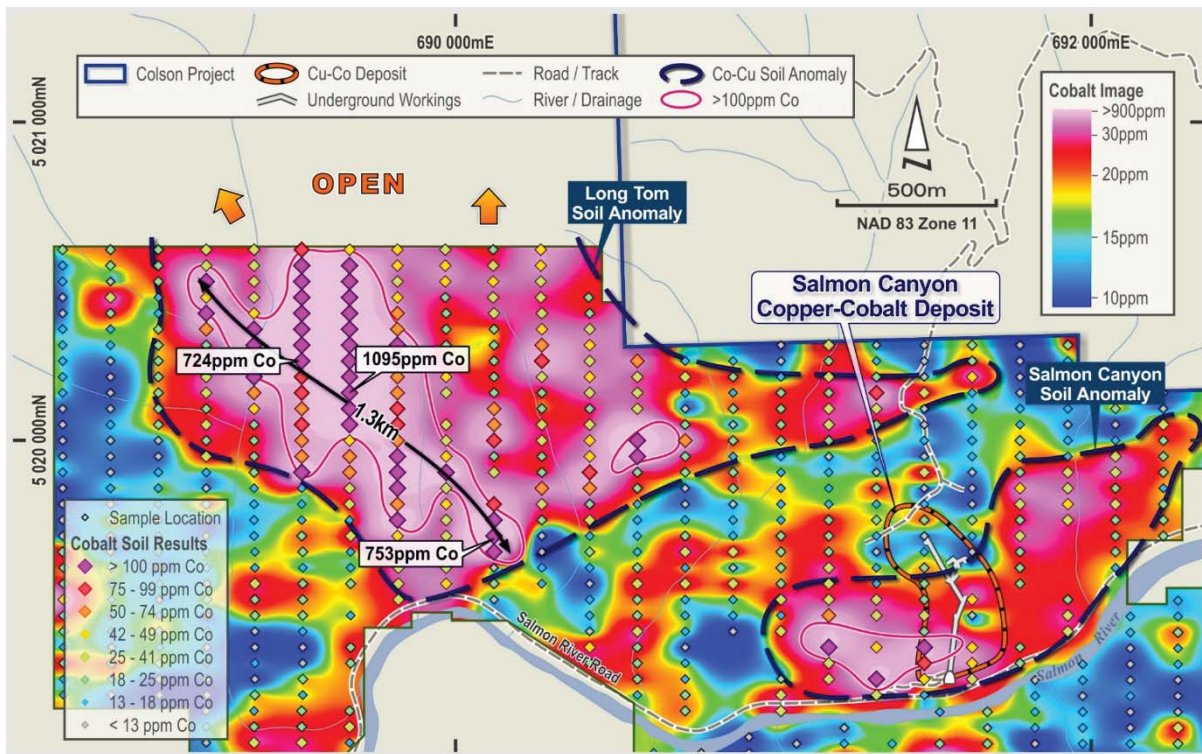 690 000mE
692 000mE
Colson Project
Cu-Co Deposit
Road / Track
Co-Cu Soil Anomaly
Underground Workings
River / Drainage
>100ppm Co
Cobalt Image
>900ppm
30ppm
20ppm
15ppm
10ppm
5 021 000mN
N
500m
NAD 83 Zone 11
OPEN
Long Tom
Soil Anomaly
Salmon Canyon
Copper-Cobalt Deposit
724ppm Co
1095ppm Co
1.3km
Salmon Canyon
Soil Anomaly
5 020 000mN
753ppm Co
Sample Location
Cobalt Soil Results
> 100 ppm Co
75 - 99 ppm Co
50 - 74 ppm Co
42 - 49 ppm Co
25 - 41 ppm Co
18 - 25 ppm Co
13 - 18 ppm Co
< 13 ppm Co
Salmon River Road
Salmon River